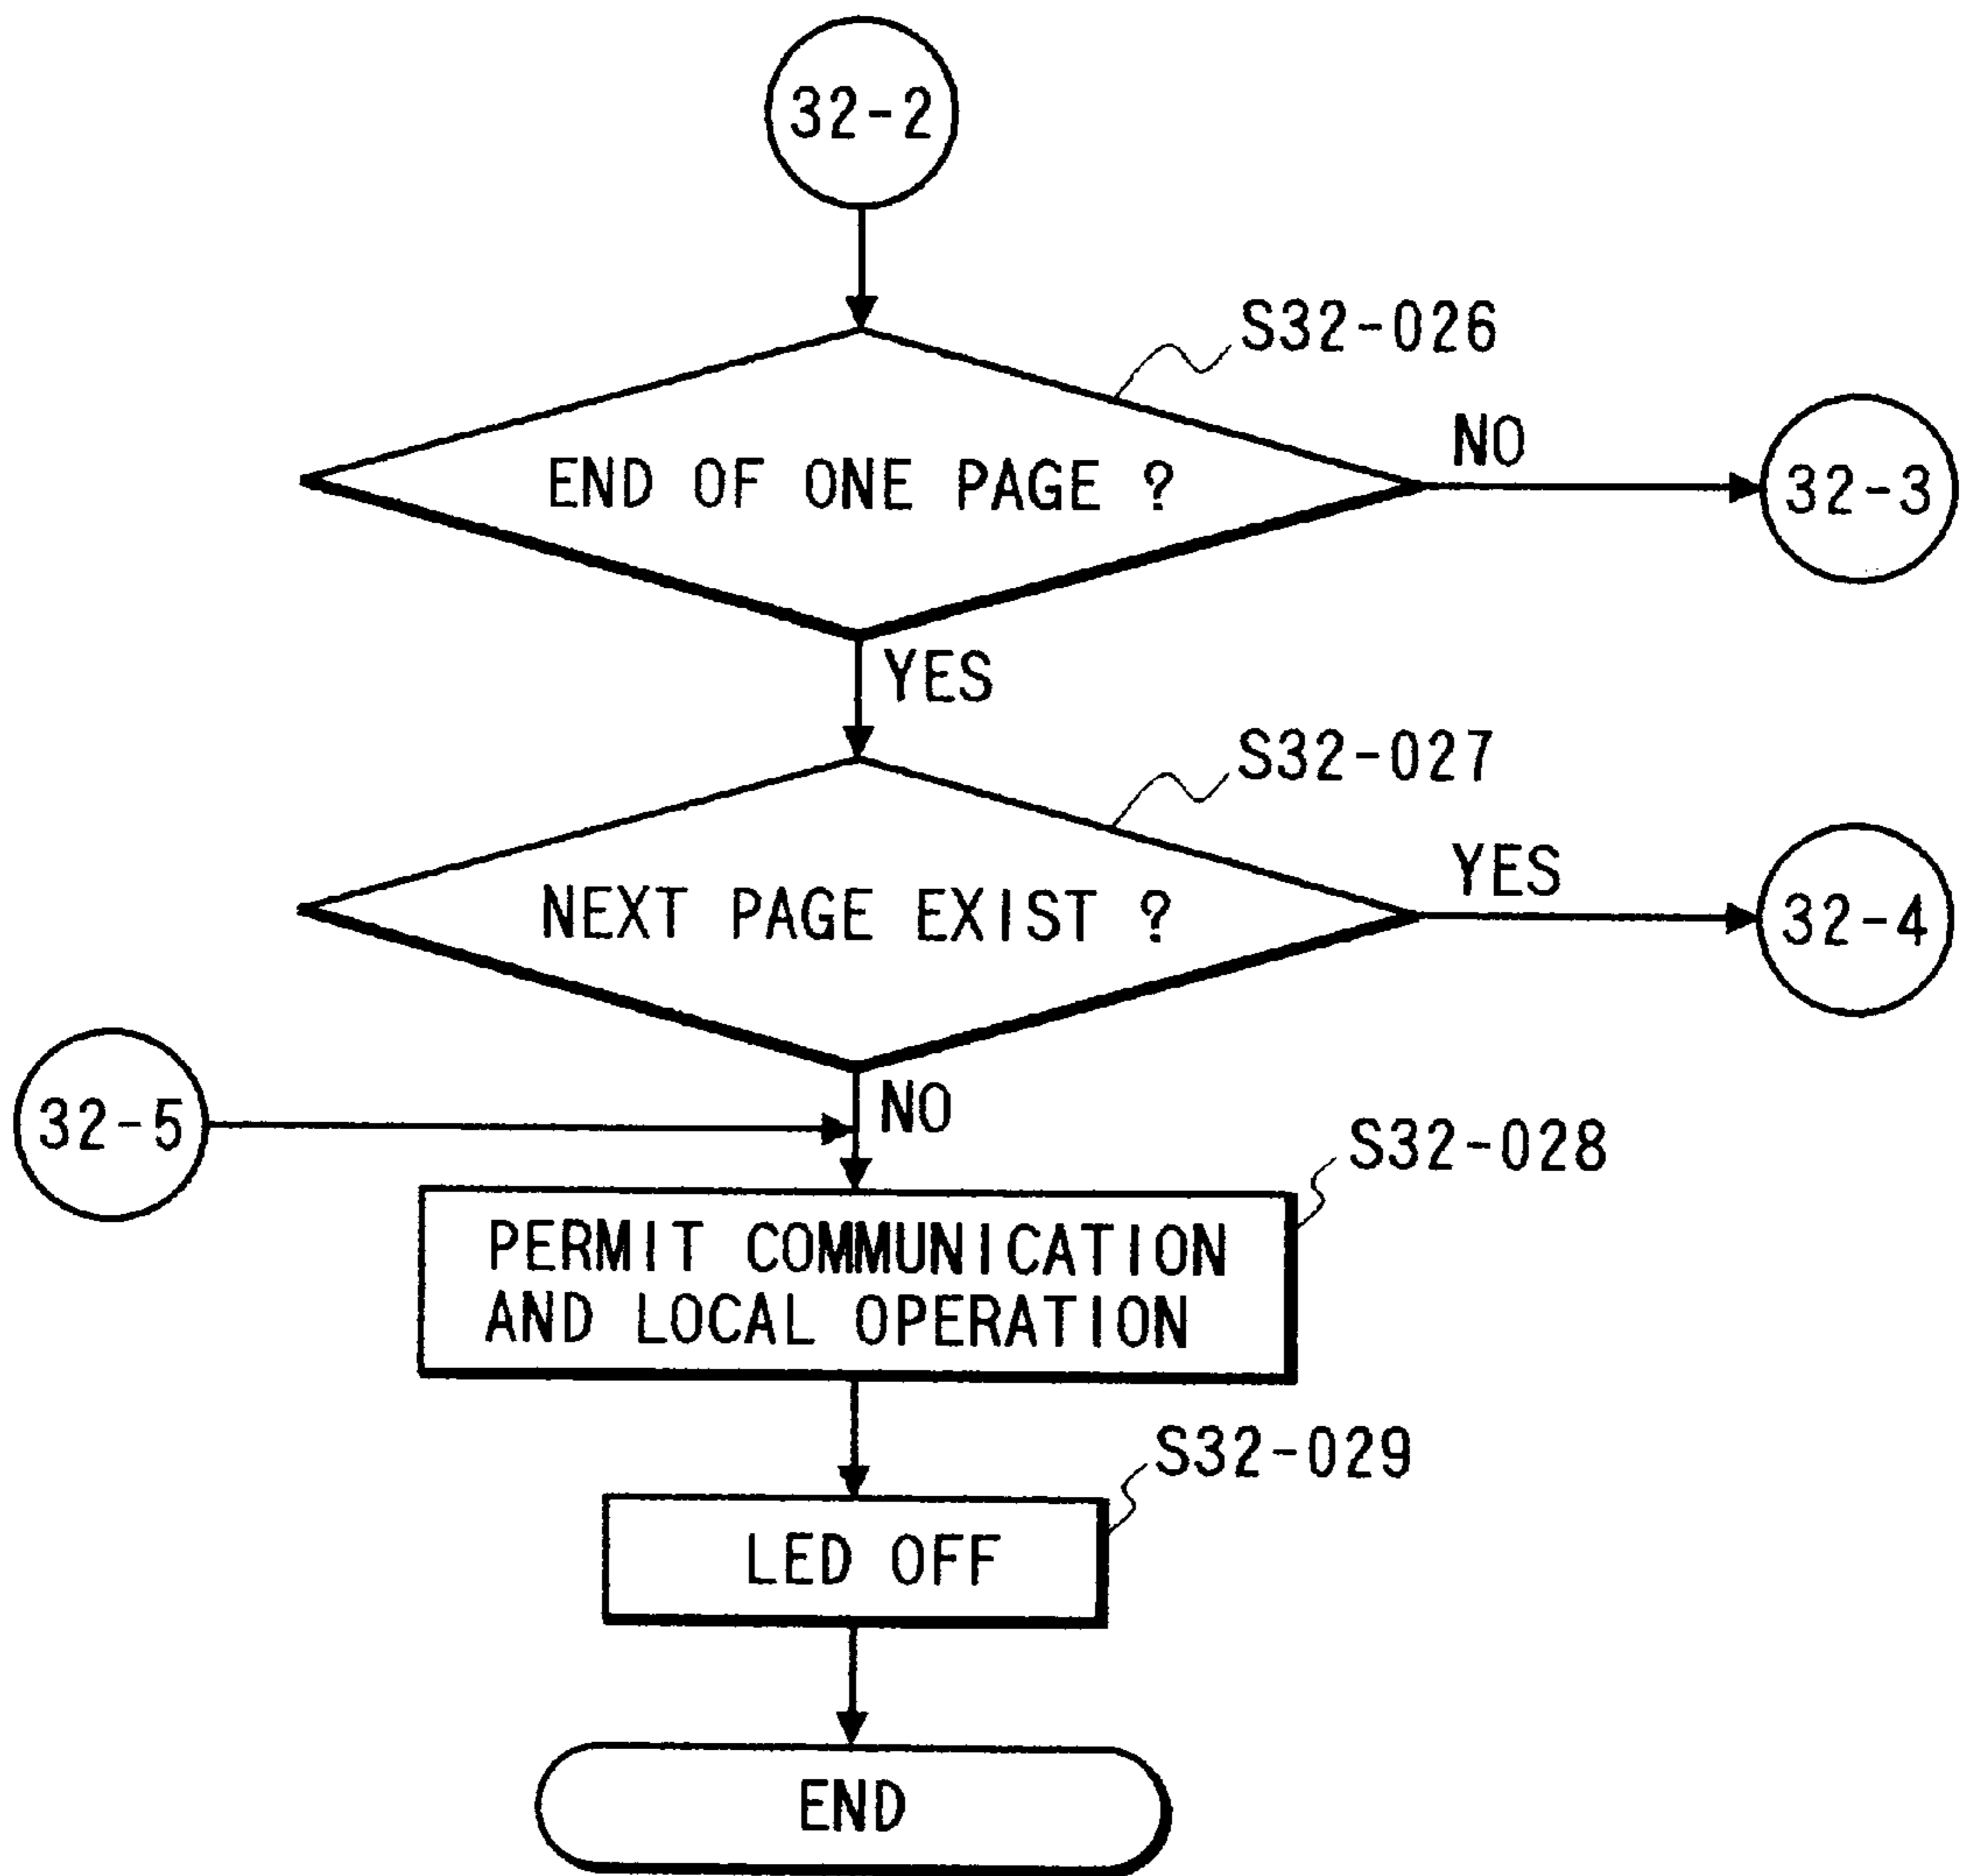 32-2
S32-026
END OF ONE PAGE ?
NO
32-3
YES
S32-027
NEXT PAGE EXIST ?
YES
32-4
32-5
NO
S32-028
PERMIT COMMUNICATION
AND LOCAL OPERATION
S32-029
LED OFF
END